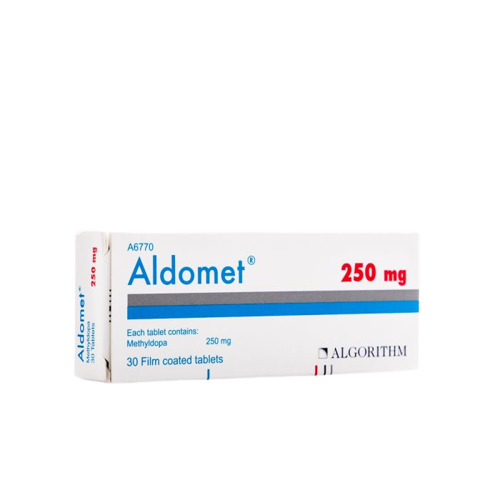 A6770
Aldomet®
250 mg
Each tablet contains:
Methyldopa 250 mg
30 Film coated tablets
ALGORITHM
Aldomet®
250 mg
Methyldopa
30 Tablets